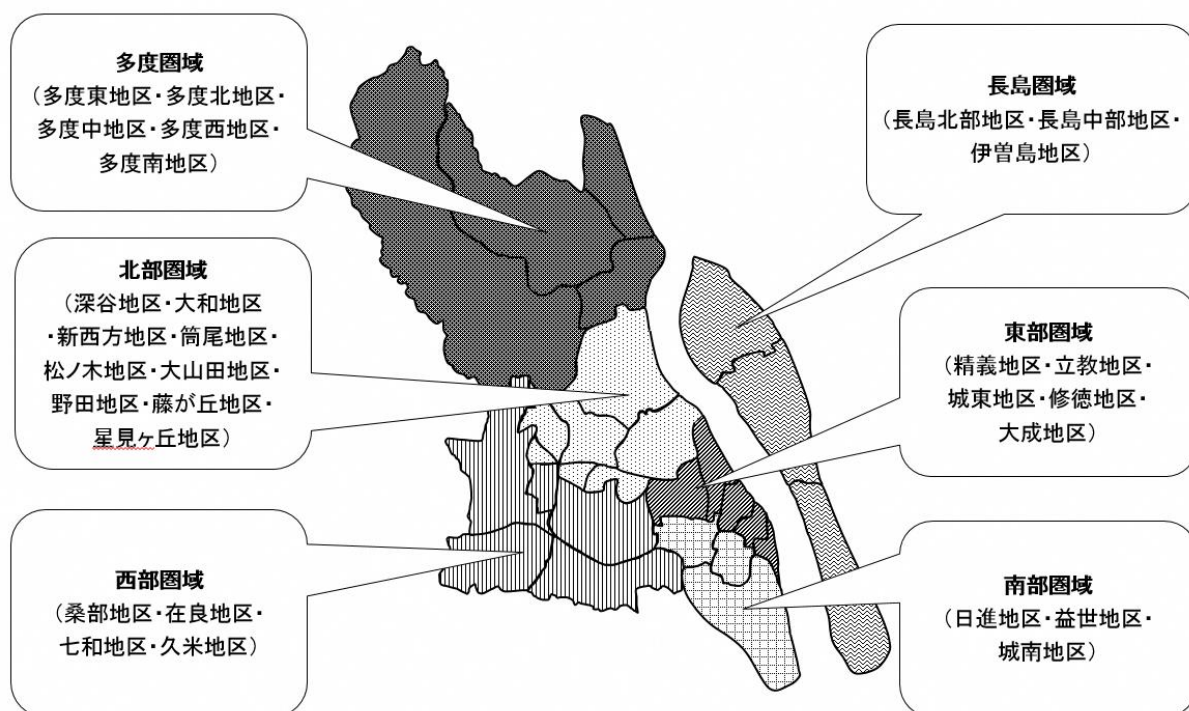 多度圏域
（多度東地区・多度北地区・
多度中地区・多度西地区・
多度南地区）
長島圏域
（長島北部地区・長島中部地区・
伊曽島地区）
北部圏域
（深谷地区・大和地区
・新西方地区・筒尾地区・
松ノ木地区・大山田地区・
野田地区・藤が丘地区・
星見ヶ丘地区）
東部圏域
（精義地区・立教地区・
城東地区・修徳地区・
大成地区）
西部圏域
（桑部地区・在良地区・
七和地区・久米地区）
南部圏域
（日進地区・益世地区・
城南地区）